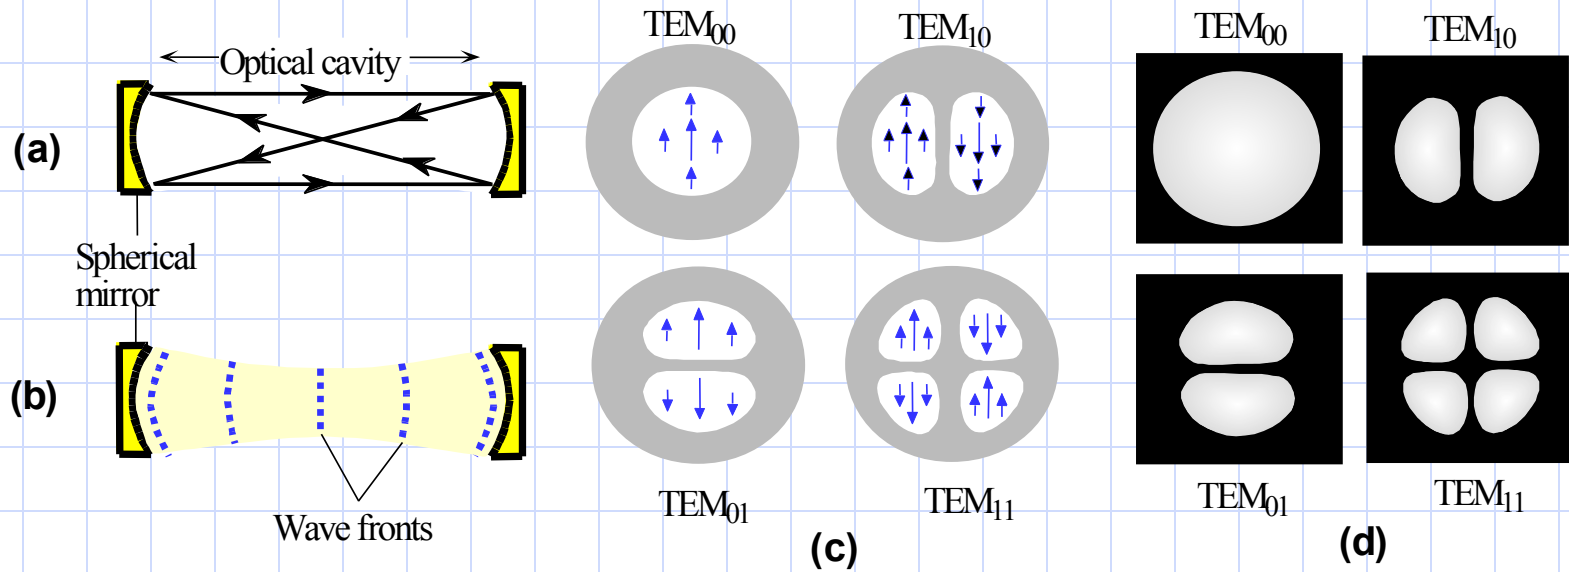 Optical cavity
(a)
Spherical
mirror
(b)
Wave fronts
TEM00
TEM10
TEM01
TEM11
(c)
TEM00
TEM10
TEM01
TEM11
(d)